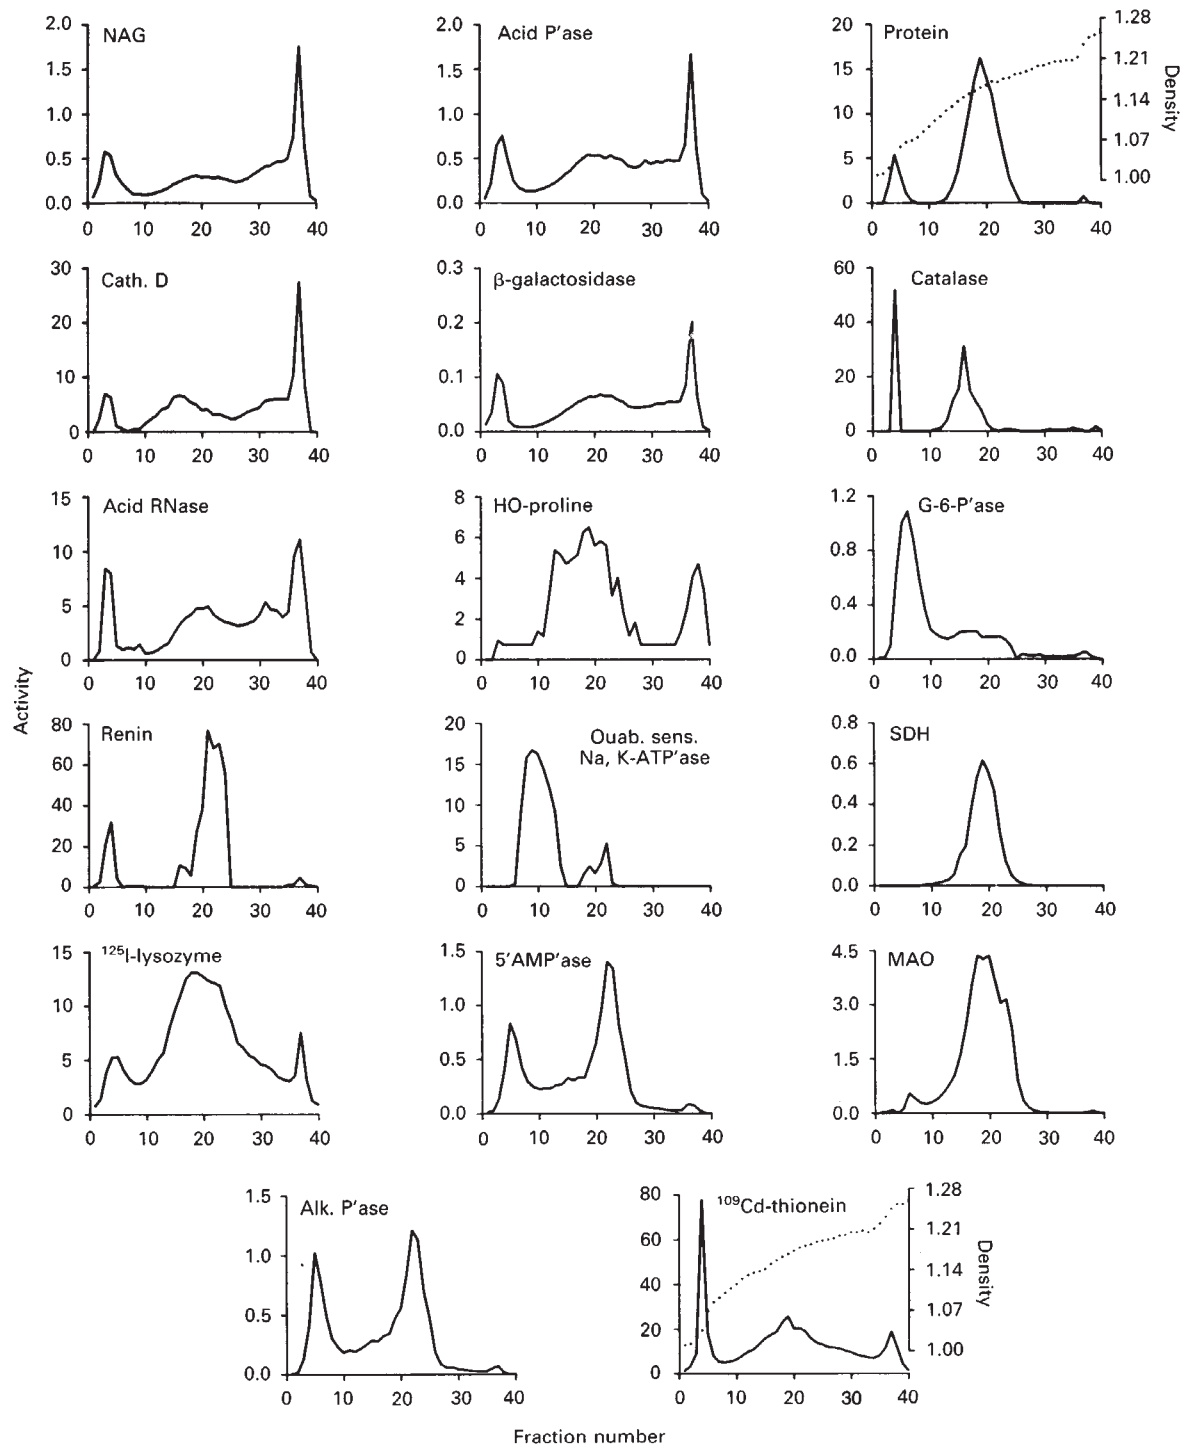 NAG
2.0
1.5
1.0
0.5
0.0
0 10 20 30 40
Acid P'ase
2.0
1.5
1.0
0.5
0.0
0 10 20 30 40
Protein
20
15
10
5
0
0 10 20 30 40
1.28
1.21
1.14
1.07
1.00
Density
Cath. D
30
20
10
0
0 10 20 30 40
β-galactosidase
0.3
0.2
0.1
0.0
0 10 20 30 40
Catalase
60
40
20
0
0 10 20 30 40
Acid RNase
15
10
5
0
0 10 20 30 40
HO-proline
8
6
4
2
0
0 10 20 30 40
G-6-P'ase
1.2
0.8
0.4
0.0
0 10 20 30 40
Activity
Renin
80
60
40
20
0
0 10 20 30 40
Ouab. sens.
Na, K-ATP'ase
20
15
10
5
0
0 10 20 30 40
SDH
0.8
0.6
0.4
0.2
0.0
0 10 20 30 40
¹²⁵I-lysozyme
15
10
5
0
0 10 20 30 40
5'AMP'ase
1.5
1.0
0.5
0.0
0 10 20 30 40
MAO
4.5
3.0
1.5
0.0
0 10 20 30 40
Alk. P'ase
1.5
1.0
0.5
0.0
0 10 20 30 40
¹⁰⁹Cd-thionein
80
60
40
20
0
0 10 20 30 40
1.28
1.21
1.14
1.07
1.00
Density
Fraction number